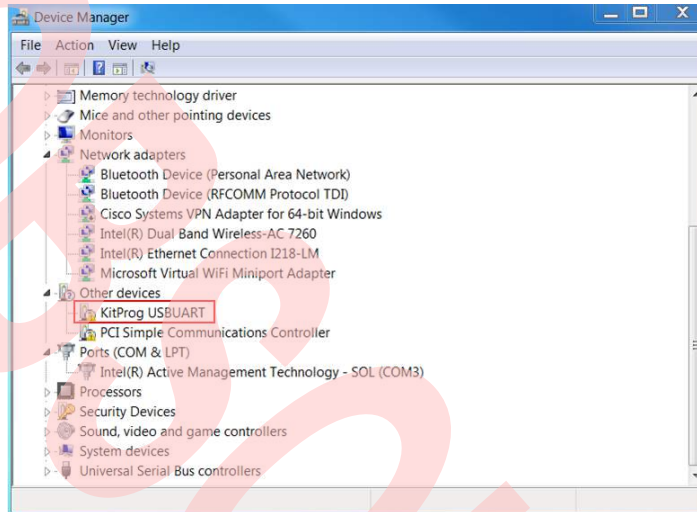 Device Manager
File Action View Help
Memory technology driver
Mice and other pointing devices
Monitors
Network adapters
Bluetooth Device (Personal Area Network)
Bluetooth Device (RFCOMM Protocol TDI)
Cisco Systems VPN Adapter for 64-bit Windows
Intel(R) Dual Band Wireless-AC 7260
Intel(R) Ethernet Connection I218-LM
Microsoft Virtual WiFi Miniport Adapter
Other devices
KitProg USBUART
PCI Simple Communications Controller
Ports (COM & LPT)
Intel(R) Active Management Technology - SOL (COM3)
Processors
Security Devices
Sound, video and game controllers
System devices
Universal Serial Bus controllers